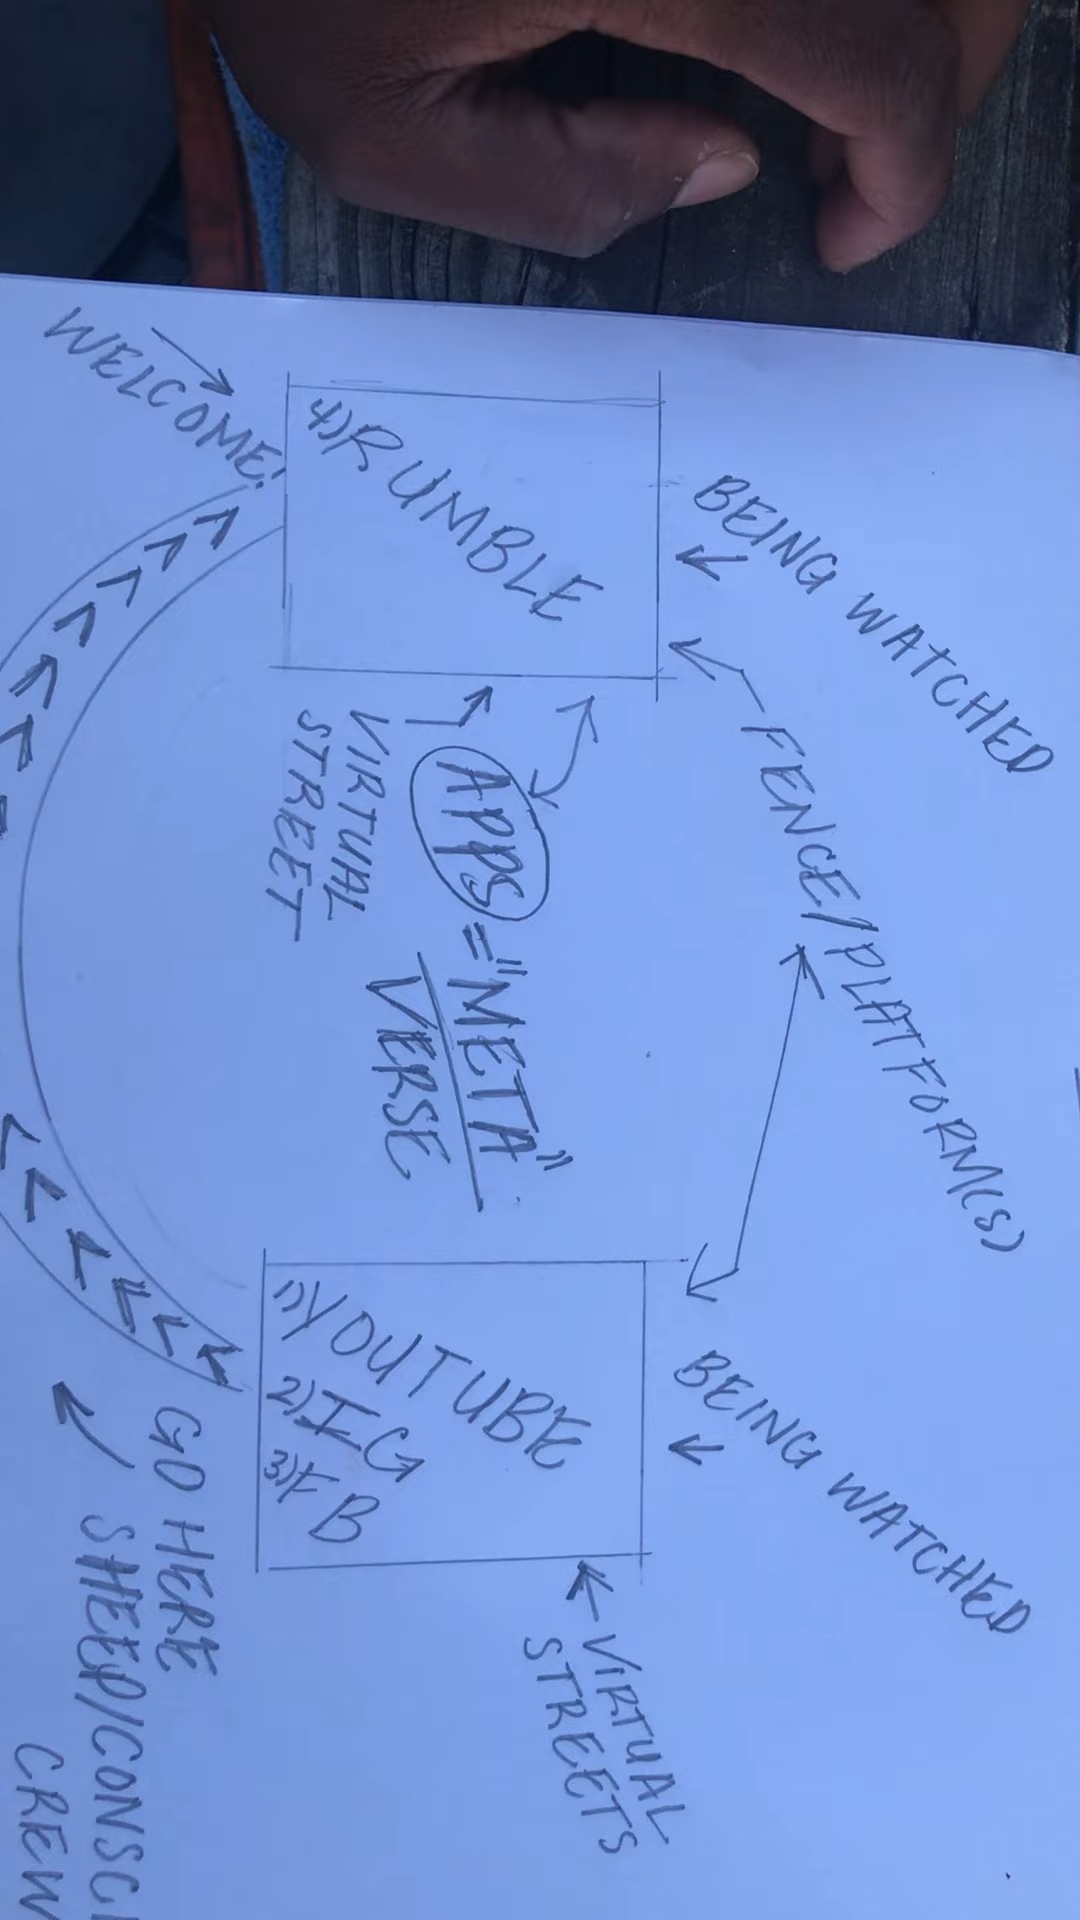 BEING WATCHED
BEING WATCHED
FENCE/PLATFORM(S)
4) RUMBLE
1) YOUTUBE
2) IG
3) FB
APPS = "META"
VERSE
VIRTUAL
STREET
VIRTUAL
STREETS
WELCOME!
GO HERE
SHEEP/CONSCI
CREW